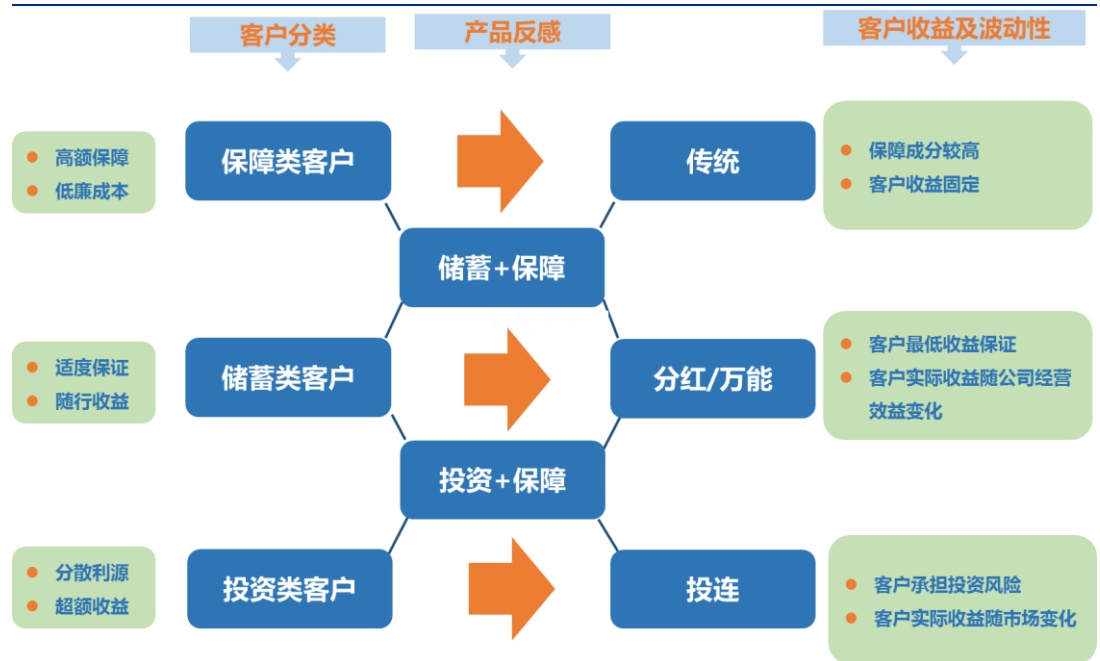 客户分类
产品反感
客户收益及波动性
高额保障
低廉成本
保障类客户
传统
保障成分较高
客户收益固定
储蓄+保障
适度保证
随行收益
储蓄类客户
分红/万能
客户最低收益保证
客户实际收益随公司经营
效益变化
投资+保障
分散利源
超额收益
投资类客户
投连
客户承担投资风险
客户实际收益随市场变化